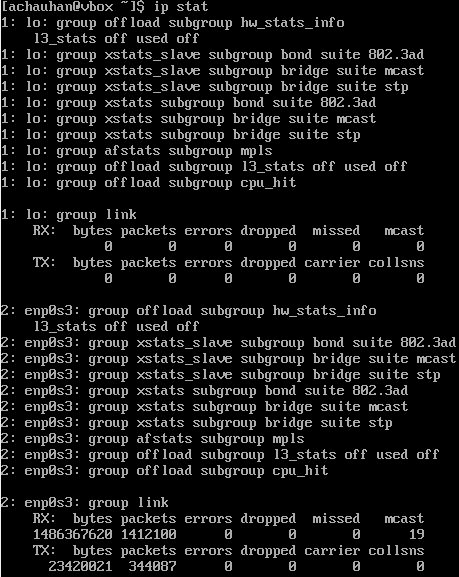 [achauhan@vbox ~]$ ip stat
1: lo: group offload subgroup hw_stats_info
    l3_stats off used off
1: lo: group xstats_slave subgroup bond suite 802.3ad
1: lo: group xstats_slave subgroup bridge suite mcast
1: lo: group xstats_slave subgroup bridge suite stp
1: lo: group xstats subgroup bond suite 802.3ad
1: lo: group xstats subgroup bridge suite mcast
1: lo: group xstats subgroup bridge suite stp
1: lo: group afstats subgroup mpls
1: lo: group offload subgroup l3_stats off used off
1: lo: group offload subgroup cpu_hit

1: lo: group link
    RX:  bytes packets errors dropped  missed   mcast
             0       0      0       0       0       0
    TX:  bytes packets errors dropped carrier collsns
             0       0      0       0       0       0

2: enp0s3: group offload subgroup hw_stats_info
    l3_stats off used off
2: enp0s3: group xstats_slave subgroup bond suite 802.3ad
2: enp0s3: group xstats_slave subgroup bridge suite mcast
2: enp0s3: group xstats_slave subgroup bridge suite stp
2: enp0s3: group xstats subgroup bond suite 802.3ad
2: enp0s3: group xstats subgroup bridge suite mcast
2: enp0s3: group xstats subgroup bridge suite stp
2: enp0s3: group afstats subgroup mpls
2: enp0s3: group offload subgroup l3_stats off used off
2: enp0s3: group offload subgroup cpu_hit

2: enp0s3: group link
    RX:  bytes packets errors dropped  missed   mcast
    1486367620 1412100      0       0       0      19
    TX:  bytes packets errors dropped carrier collsns
      23420021  344087      0       0       0       0